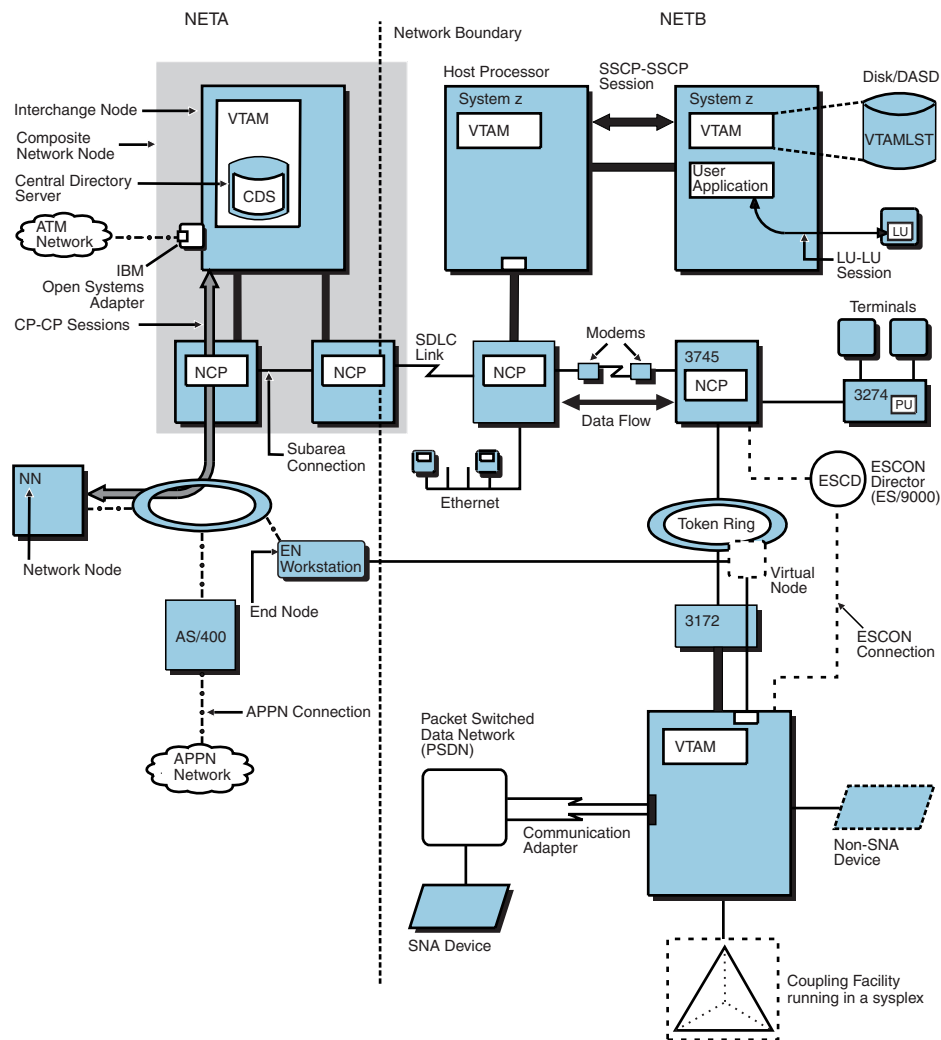 NETA
NETB
Network Boundary
Host Processor
SSCP-SSCP
Session
Disk/DASD
Interchange Node
Composite
Network Node
Central Directory
Server
VTAM
CDS
System z
VTAM
System z
VTAM
User
Application
VTAMLST
LU
LU-LU
Session
ATM
Network
IBM
Open Systems
Adapter
CP-CP Sessions
NCP
NCP
SDLC
Link
NCP
Modems
3745
NCP
Terminals
3274
PU
Data Flow
Subarea
Connection
Ethernet
ESCD
ESCON
Director
(ES/9000)
NN
Network Node
Token Ring
EN
Workstation
End Node
Virtual
Node
AS/400
3172
ESCON
Connection
APPN Connection
APPN
Network
Packet Switched
Data Network
(PSDN)
VTAM
Communication
Adapter
Non-SNA
Device
SNA Device
Coupling Facility
running in a sysplex